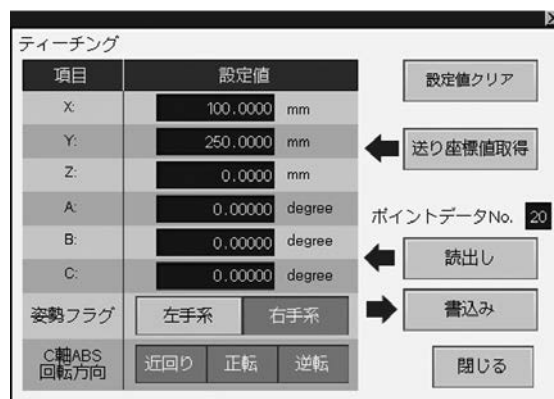 ティーチング
項目 設定値
X: 100.0000 mm
Y: 250.0000 mm
Z: 0.0000 mm
A: 0.00000 degree
B: 0.00000 degree
C: 0.00000 degree
姿勢フラグ 左手系 右手系
C軸ABS
回転方向 近回り 正転 逆転
設定値クリア
送り座標値取得
ポイントデータNo. 20
読出し
書込み
閉じる